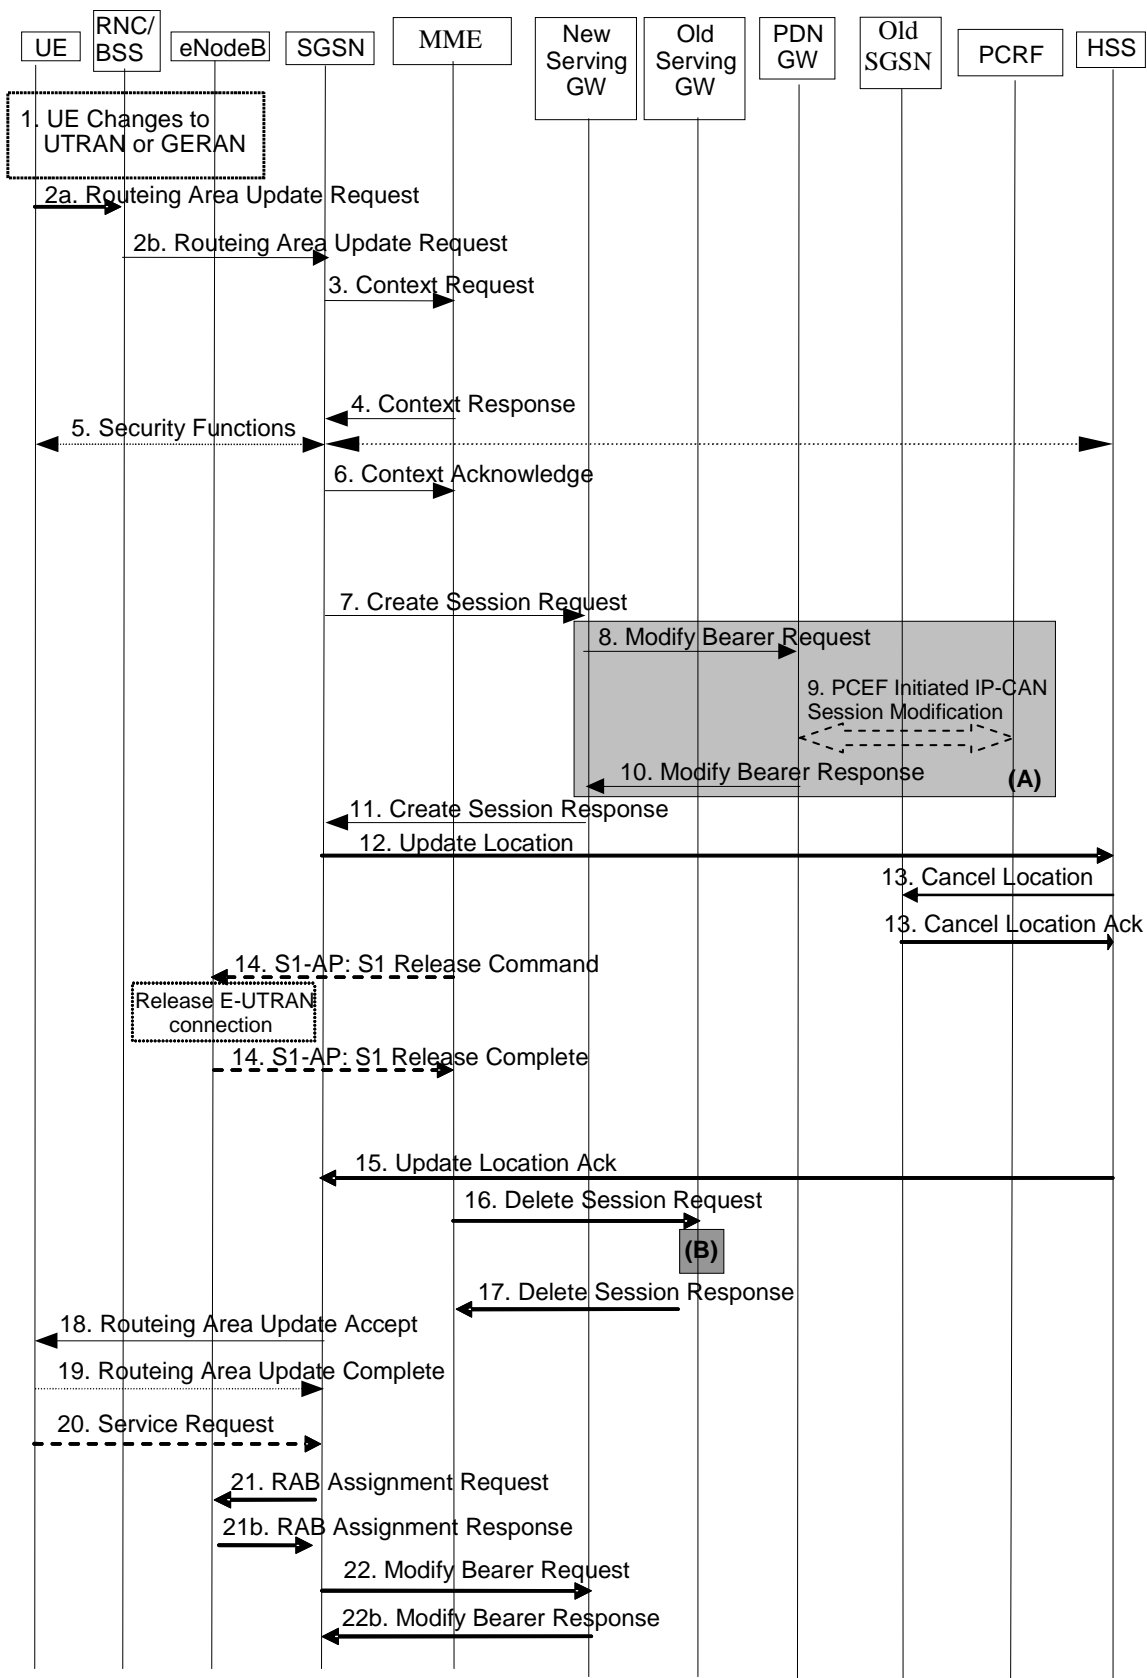 UE
RNC/
BSS
eNodeB
SGSN
MME
New
Serving
GW
Old
Serving
GW
PDN
GW
Old
SGSN
PCRF
HSS
1. UE Changes to
UTRAN or GERAN
2a. Routeing Area Update Request
2b. Routeing Area Update Request
3. Context Request
4. Context Response
5. Security Functions
6. Context Acknowledge
7. Create Session Request
8. Modify Bearer Request
9. PCEF Initiated IP-CAN
Session Modification
10. Modify Bearer Response
(A)
11. Create Session Response
12. Update Location
13. Cancel Location
13. Cancel Location Ack
14. S1-AP: S1 Release Command
Release E-UTRAN
connection
14. S1-AP: S1 Release Complete
15. Update Location Ack
16. Delete Session Request
(B)
17. Delete Session Response
18. Routeing Area Update Accept
19. Routeing Area Update Complete
20. Service Request
21. RAB Assignment Request
21b. RAB Assignment Response
22. Modify Bearer Request
22b. Modify Bearer Response